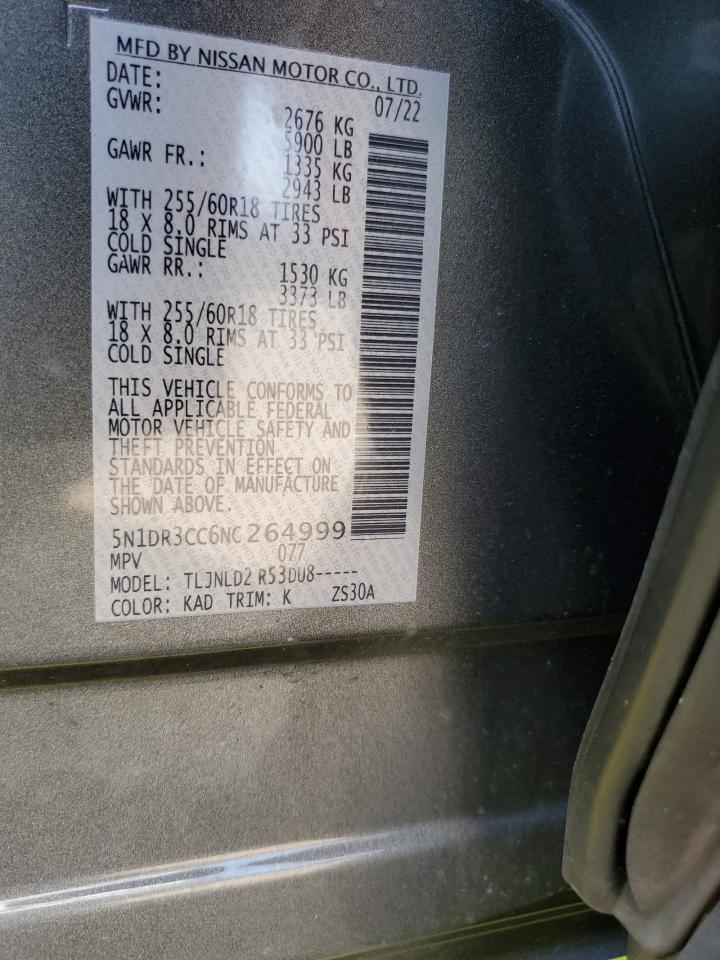 MFD BY NISSAN MOTOR CO., LTD.
DATE: 07/22
GVWR: 2676 KG
5900 LB
GAWR FR.: 1335 KG
2943 LB
WITH 255/60R18 TIRES
18 X 8.0 RIMS AT 33 PSI
COLD SINGLE
GAWR RR.: 1530 KG
3373 LB
WITH 255/60R18 TIRES
18 X 8.0 RIMS AT 33 PSI
COLD SINGLE
THIS VEHICLE CONFORMS TO
ALL APPLICABLE FEDERAL
MOTOR VEHICLE SAFETY AND
THEFT PREVENTION
STANDARDS IN EFFECT ON
THE DATE OF MANUFACTURE
SHOWN ABOVE.
5N1DR3CC6NC264999
MPV 077
MODEL: TLJNLD2 R53DU8-----
COLOR: KAD TRIM: K ZS30A